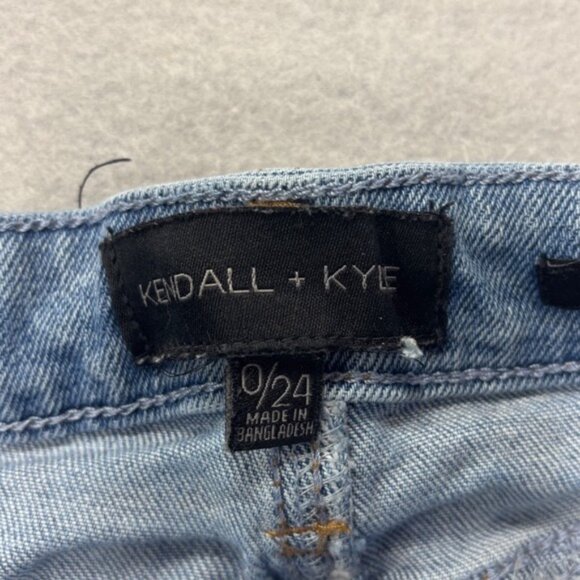 KENDALL + KYLIE
0/24
MADE IN
BANGLADESH